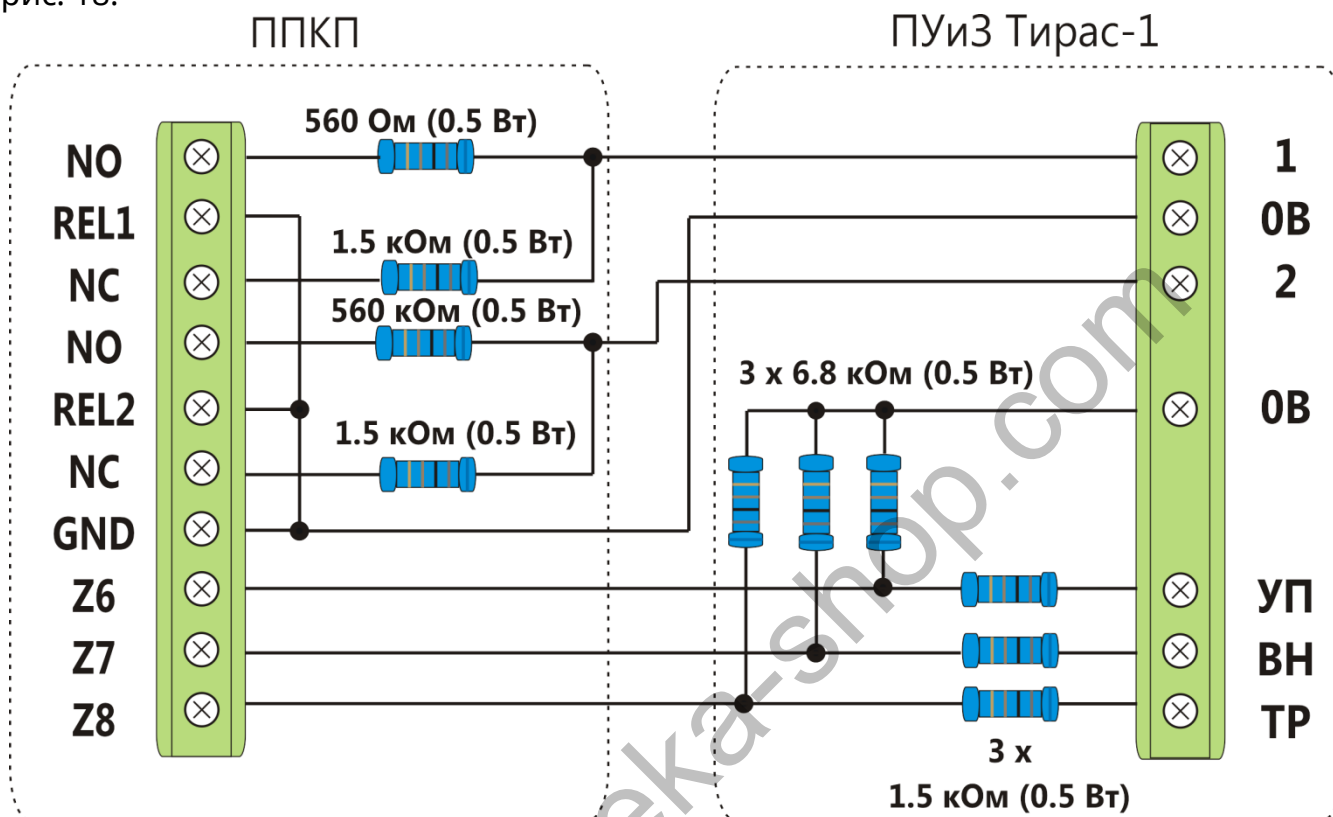 рис. 18.
ППКП
ПУиЗ Тирас-1
560 Ом (0.5 Вт)
NO
1
REL1
0В
1.5 кОм (0.5 Вт)
NC
2
560 кОм (0.5 Вт)
NO
3 x 6.8 кОм (0.5 Вт)
REL2
0В
1.5 кОм (0.5 Вт)
NC
GND
Z6
УП
Z7
ВН
Z8
ТР
3 x
1.5 кОм (0.5 Вт)
eka-shop.com